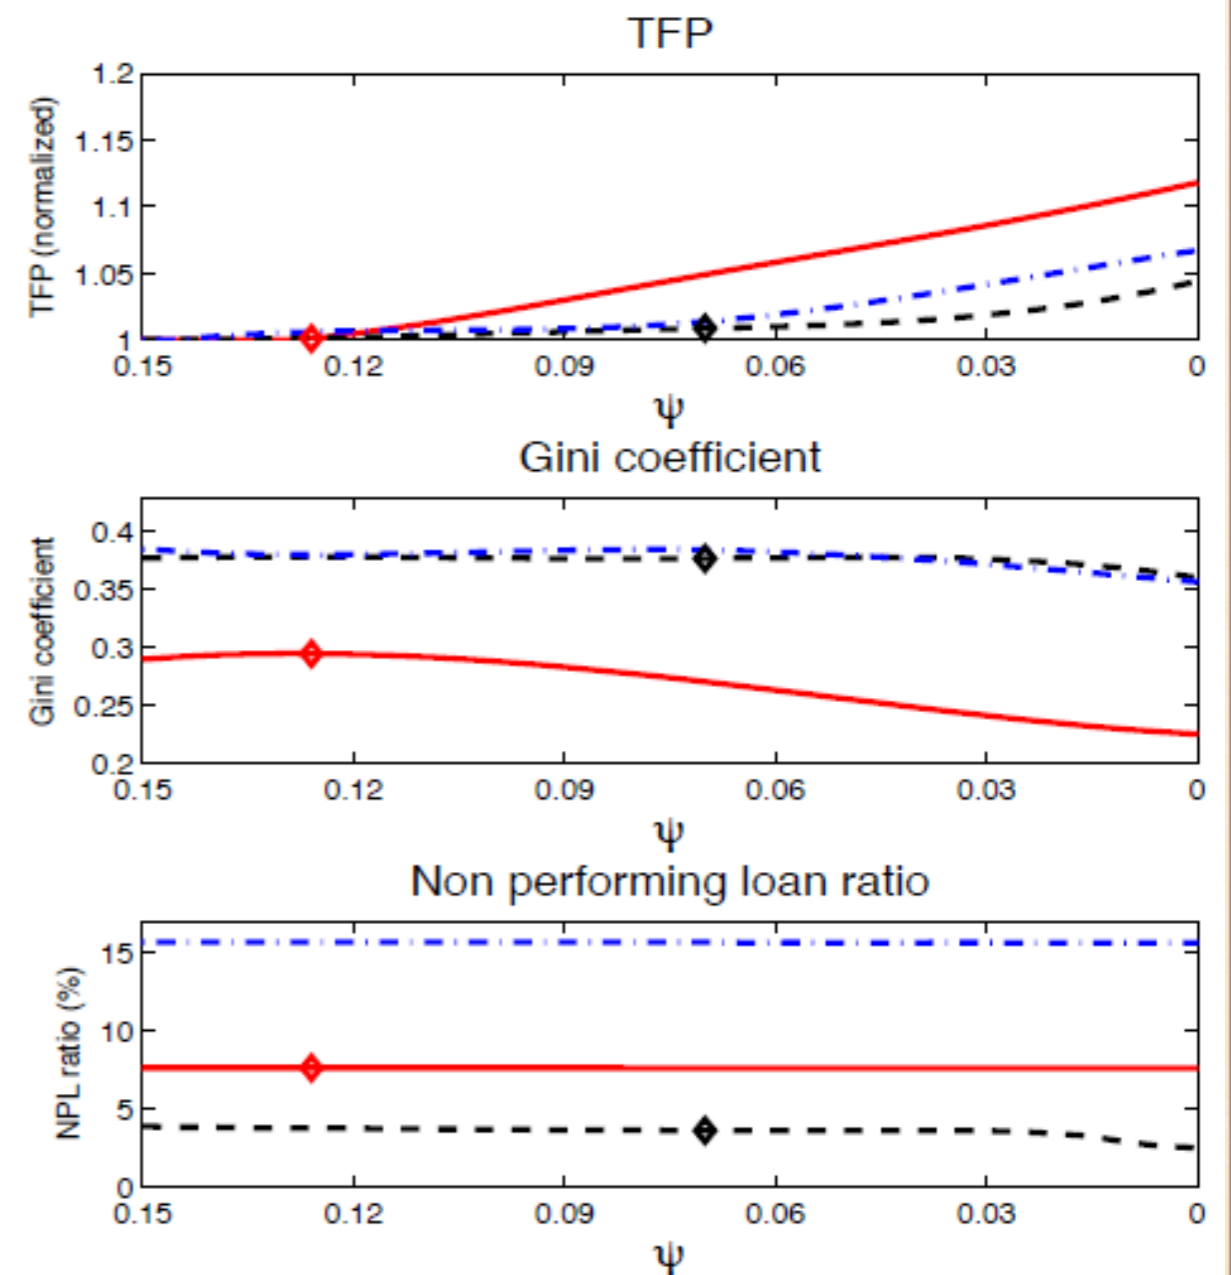 TFP
TFP (normalized)
1.2
1.15
1.1
1.05
1
0.15 0.12 0.09 0.06 0.03 0
ψ
Gini coefficient
Gini coefficient
0.4
0.35
0.3
0.25
0.2
0.15 0.12 0.09 0.06 0.03 0
ψ
Non performing loan ratio
NPL ratio (%)
15
10
5
0
0.15 0.12 0.09 0.06 0.03 0
ψ